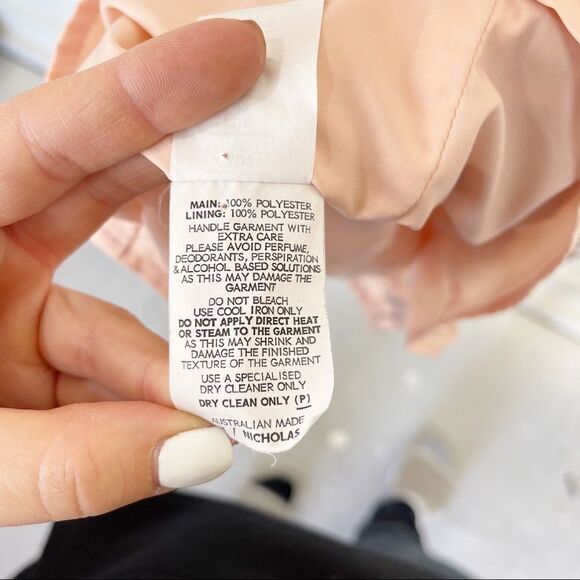 MAIN: 100% POLYESTER
LINING: 100% POLYESTER
HANDLE GARMENT WITH
EXTRA CARE
PLEASE AVOID PERFUME,
DEODORANTS, PERSPIRATION
& ALCOHOL BASED SOLUTIONS
AS THIS MAY DAMAGE THE
GARMENT
DO NOT BLEACH
USE COOL IRON ONLY
DO NOT APPLY DIRECT HEAT
OR STEAM TO THE GARMENT
AS THIS MAY SHRINK AND
DAMAGE THE FINISHED
TEXTURE OF THE GARMENT
USE A SPECIALISED
DRY CLEANER ONLY
DRY CLEAN ONLY (P)
AUSTRALIAN MADE
NICHOLAS